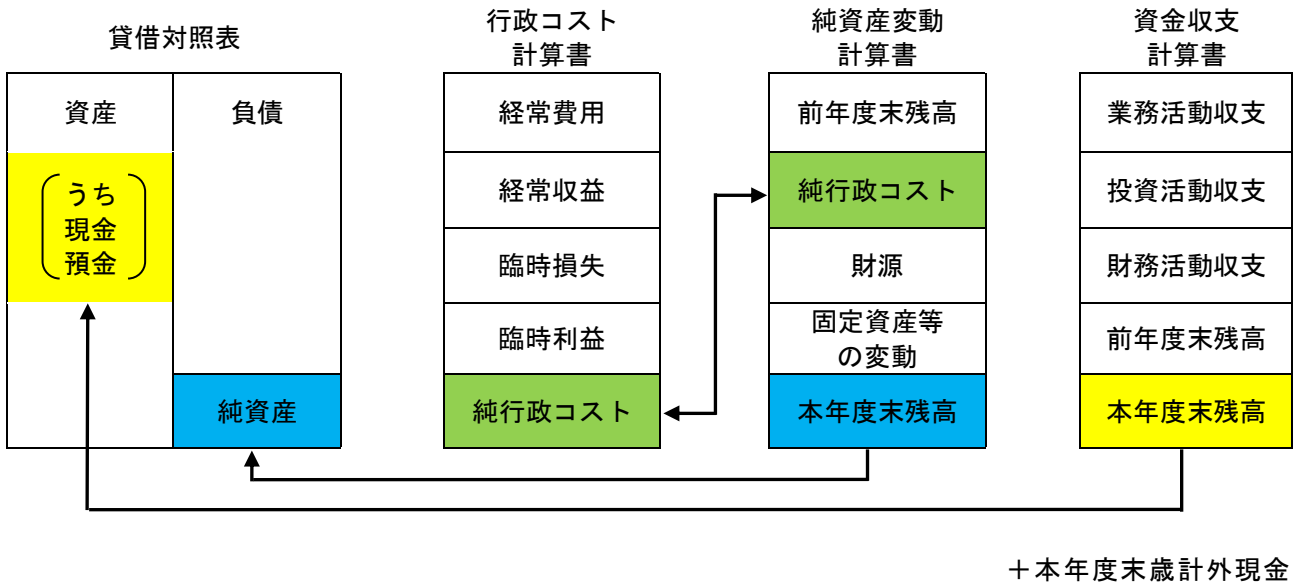 貸借対照表
資産
負債
うち
現金
預金
純資産
行政コスト
計算書
経常費用
経常収益
臨時損失
臨時利益
純行政コスト
純資産変動
計算書
前年度末残高
純行政コスト
財源
固定資産等
の変動
本年度末残高
資金収支
計算書
業務活動収支
投資活動収支
財務活動収支
前年度末残高
本年度末残高
＋本年度末歳計外現金